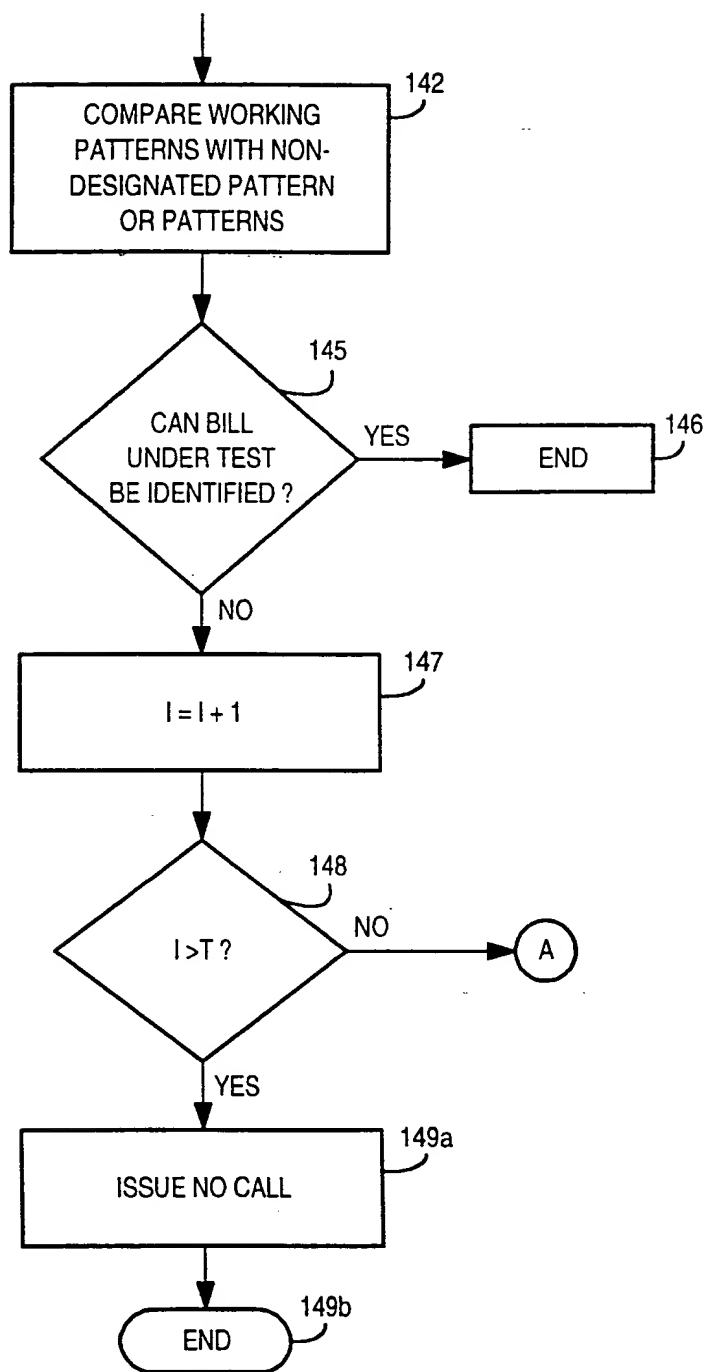 142
COMPARE WORKING
PATTERNS WITH NON-
DESIGNATED PATTERN
OR PATTERNS
145
CAN BILL
UNDER TEST
BE IDENTIFIED ?
YES
146
END
NO
147
I = I + 1
148
I >T ?
NO
A
YES
149a
ISSUE NO CALL
149b
END